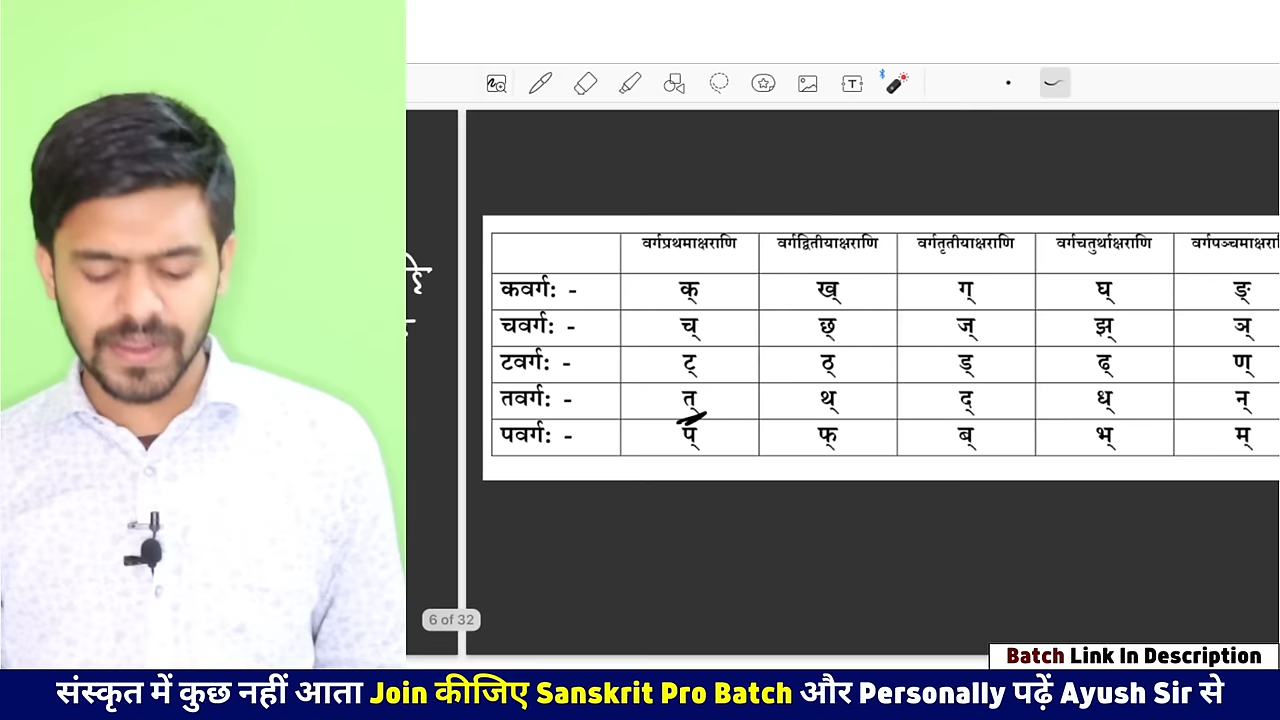 वर्गप्रथमाक्षराणि वर्गद्वितीयाक्षराणि वर्गतृतीयाक्षराणि वर्गचतुर्थाक्षराणि
कवर्ग: - क् ख् ग् घ् ङ्
चवर्ग: - च् छ् ज् झ् ञ्
टवर्ग: - ट् ठ् ड् ढ् ण्
तवर्ग: - त् थ् द् ध् न्
पवर्ग: - प् फ् ब् भ् म्
6 of 32
Batch Link In Description
संस्कृत में कुछ नहीं आता Join कीजिए Sanskrit Pro Batch और Personally पढ़ें Ayush Sir से